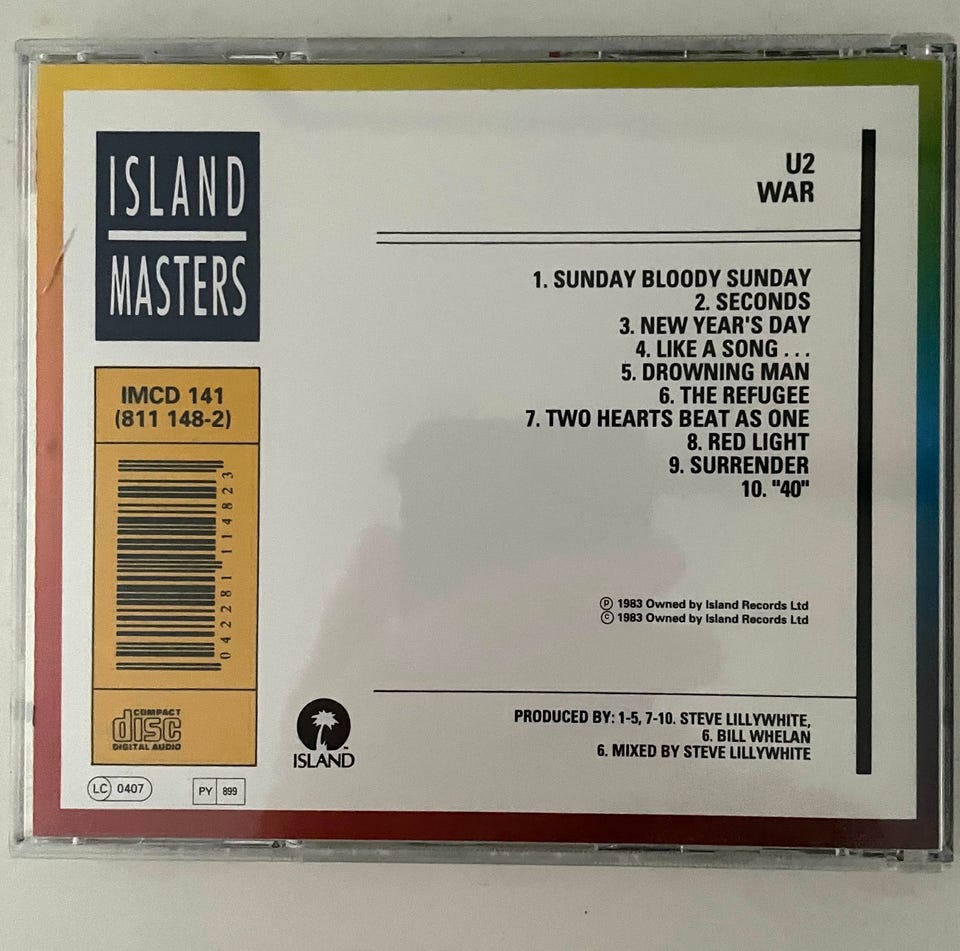 ISLAND
MASTERS
IMCD 141
(811 148-2)
0 42281 11482 3
COMPACT
disc
DIGITAL AUDIO
LC 0407
PY 899
U2
WAR
1. SUNDAY BLOODY SUNDAY
2. SECONDS
3. NEW YEAR'S DAY
4. LIKE A SONG . . .
5. DROWNING MAN
6. THE REFUGEE
7. TWO HEARTS BEAT AS ONE
8. RED LIGHT
9. SURRENDER
10. "40"
℗ 1983 Owned by Island Records Ltd
© 1983 Owned by Island Records Ltd
ISLAND™
PRODUCED BY: 1-5, 7-10. STEVE LILLYWHITE,
6. BILL WHELAN
6. MIXED BY STEVE LILLYWHITE